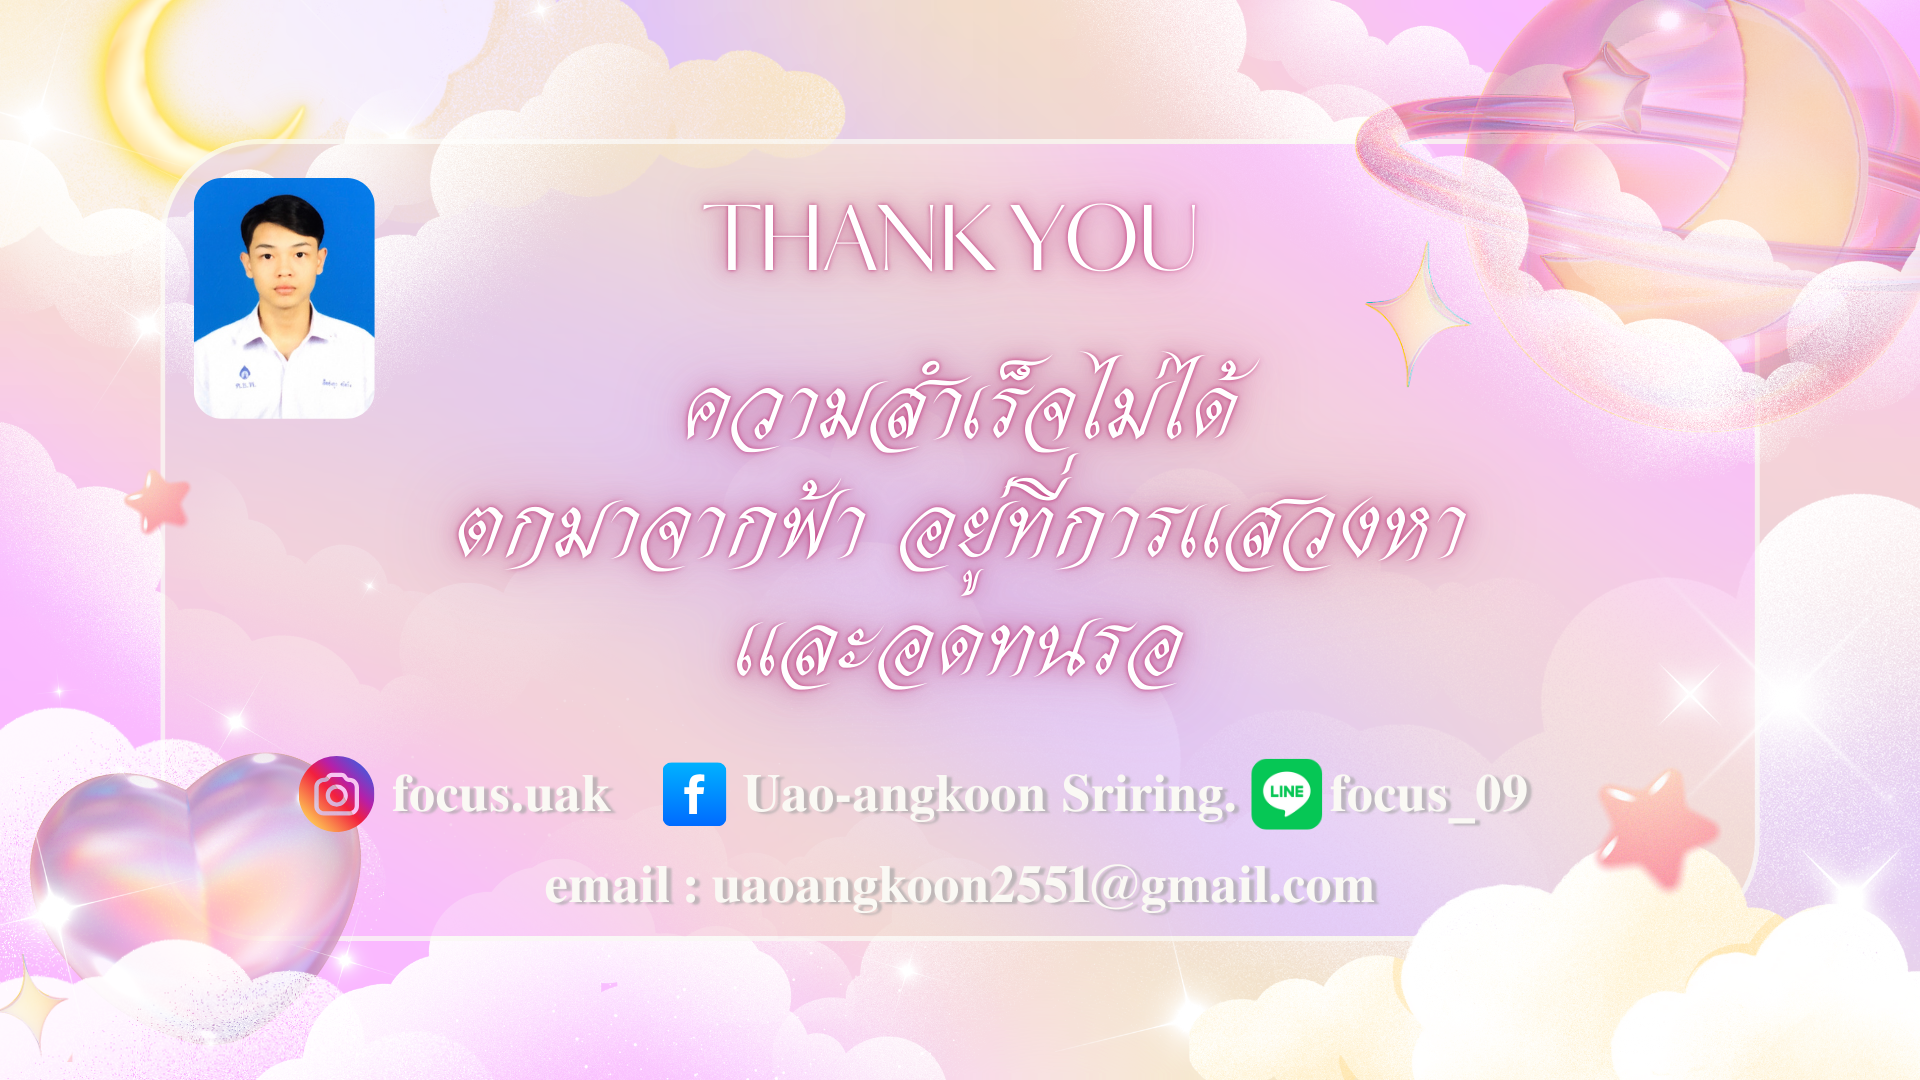 THANK YOU
ความสำเร็จไม่ได้
ตกมาจากฟ้า อยู่ที่การแสวงหา
และอดทนรอ
focus.uak Uao-angkoon Sriring. LINE focus_09
email : uaoangkoon2551@gmail.com